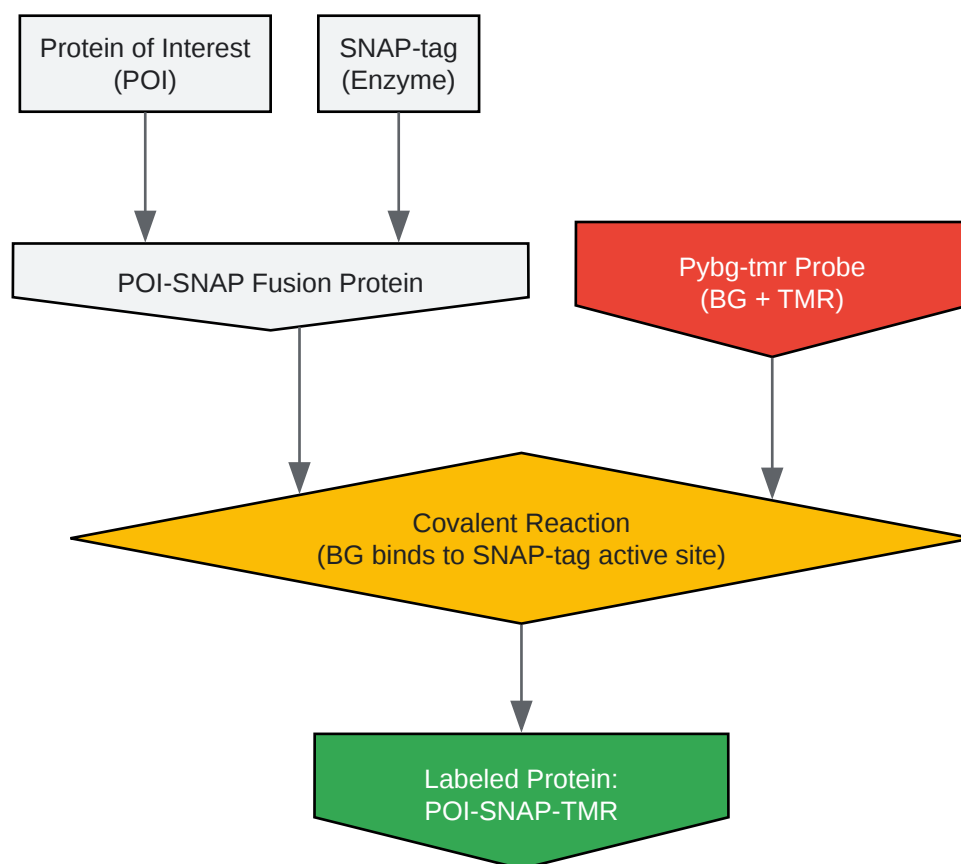 Protein of Interest
(POI)
SNAP-tag
(Enzyme)
POI-SNAP Fusion Protein
Pybg-tmr Probe
(BG + TMR)
Covalent Reaction
(BG binds to SNAP-tag active site)
Labeled Protein:
POI-SNAP-TMR